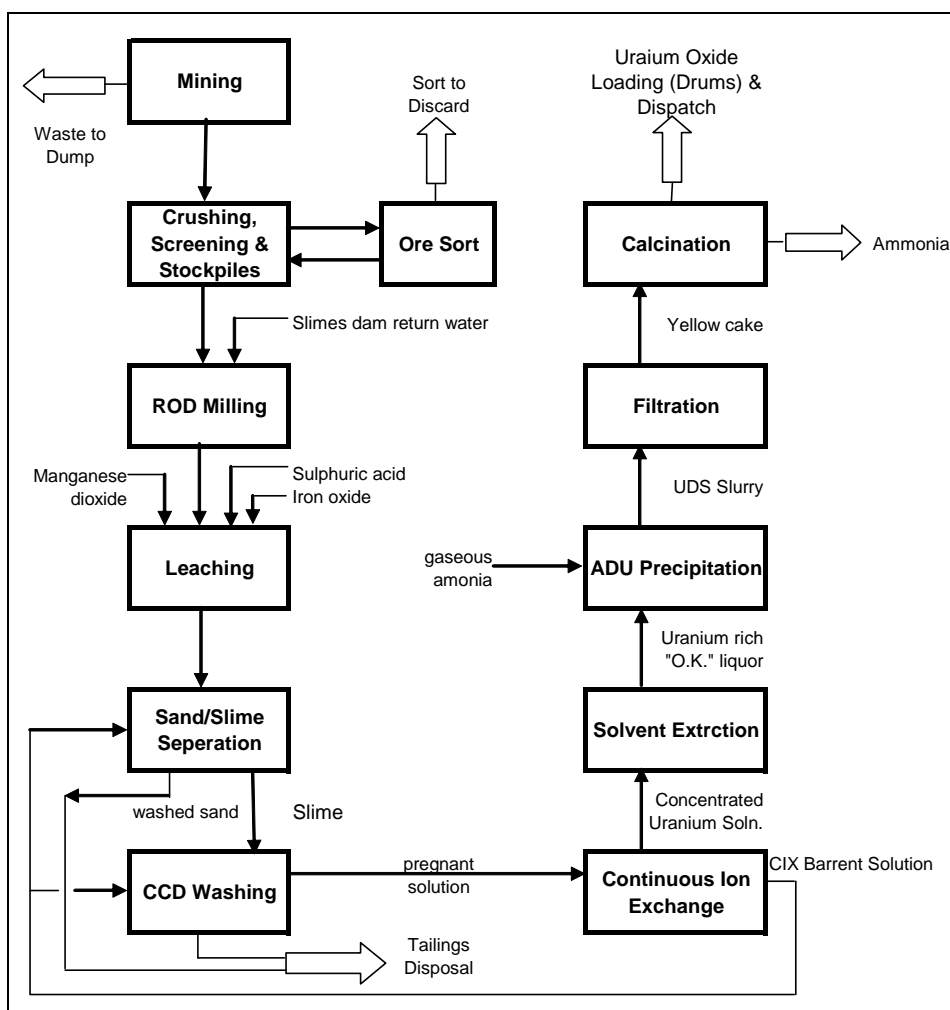 Mining
Waste to
Dump
Sort to
Discard
Uraium Oxide
Loading (Drums) &
Dispatch
Crushing,
Screening &
Stockpiles
Ore Sort
Calcination
Ammonia
Slimes dam return water
Yellow cake
ROD Milling
Filtration
Manganese
dioxide
Sulphuric acid
Iron oxide
UDS Slurry
Leaching
gaseous
amonia
ADU Precipitation
Uranium rich
"O.K." liquor
Sand/Slime
Seperation
Solvent Extrction
washed sand
Slime
Concentrated
Uranium Soln.
CCD Washing
pregnant
solution
Continuous Ion
Exchange
CIX Barrent Solution
Tailings
Disposal